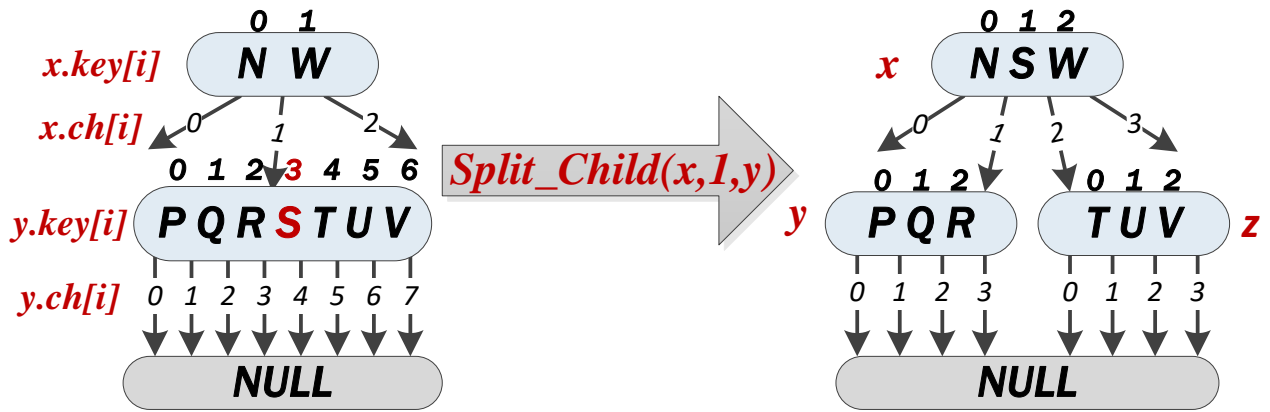 0 1
x.key[i] N W
x.ch[i] 0 1 2
0 1 2 3 4 5 6
y.key[i] P Q R S T U V
y.ch[i] 0 1 2 3 4 5 6 7
NULL
Split_Child(x,1,y)
0 1 2
x N S W
0 1 2 3
0 1 2 0 1 2
y P Q R T U V z
0 1 2 3 0 1 2 3
NULL